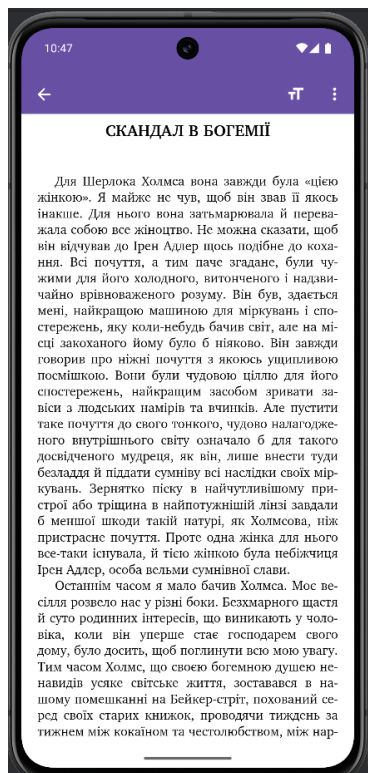 10:47
СКАНДАЛ В БОГЕМІЇ
Для Шерлока Холмса вона завжди була «цією
жінкою». Я майже не чув, щоб він звав її якось
інакше. Для нього вона затьмарювала й перева-
жала собою все жіноцтво. Не можна сказати, щоб
він відчував до Ірен Адлер щось подібне до коха-
ння. Всі почуття, а тим паче згадане, були чу-
жими для його холодного, витонченого і надзви-
чайно врівноваженого розуму. Він був, здається
мені, найкращою машиною для міркувань і спо-
стережень, яку коли-небудь бачив світ, але на мі-
сці закоханого йому було б ніяково. Він завжди
говорив про ніжні почуття з якоюсь ущипливою
посмішкою. Вони були чудовою ціллю для його
спостережень, найкращим засобом зривати за-
віси з людських намірів та вчинків. Але пустити
таке почуття до свого тонкого, чудово налагодже-
ного внутрішнього світу означало б для такого
досвідченого мудреця, як він, лише внести туди
безладдя й піддати сумніву всі наслідки своїх мір-
кувань. Зернятко піску в найчутливішому при-
строї або тріщина в найпотужнішій лінзі завдали
б меншої шкоди такій натурі, як Холмсова, ніж
пристрасне почуття. Проте одна жінка для нього
все-таки існувала, й тією жінкою була небіжчиця
Ірен Адлер, особа вельми сумнівної слави.
Останнім часом я мало бачив Холмса. Моє ве-
сілля розвело нас у різні боки. Безхмарного щастя
й суто родинних інтересів, що виникають у чоло-
віка, коли він уперше стає господарем свого
дому, було досить, щоб поглинути всю мою увагу.
Тим часом Холмс, що своєю богемною душею не-
навидів усяке світське життя, зоставався в на-
шому помешканні на Бейкер-стріт, похований се-
ред своїх старих книжок, проводячи тиждень за
тижнем між кокаїном та честолюбством, між нар-